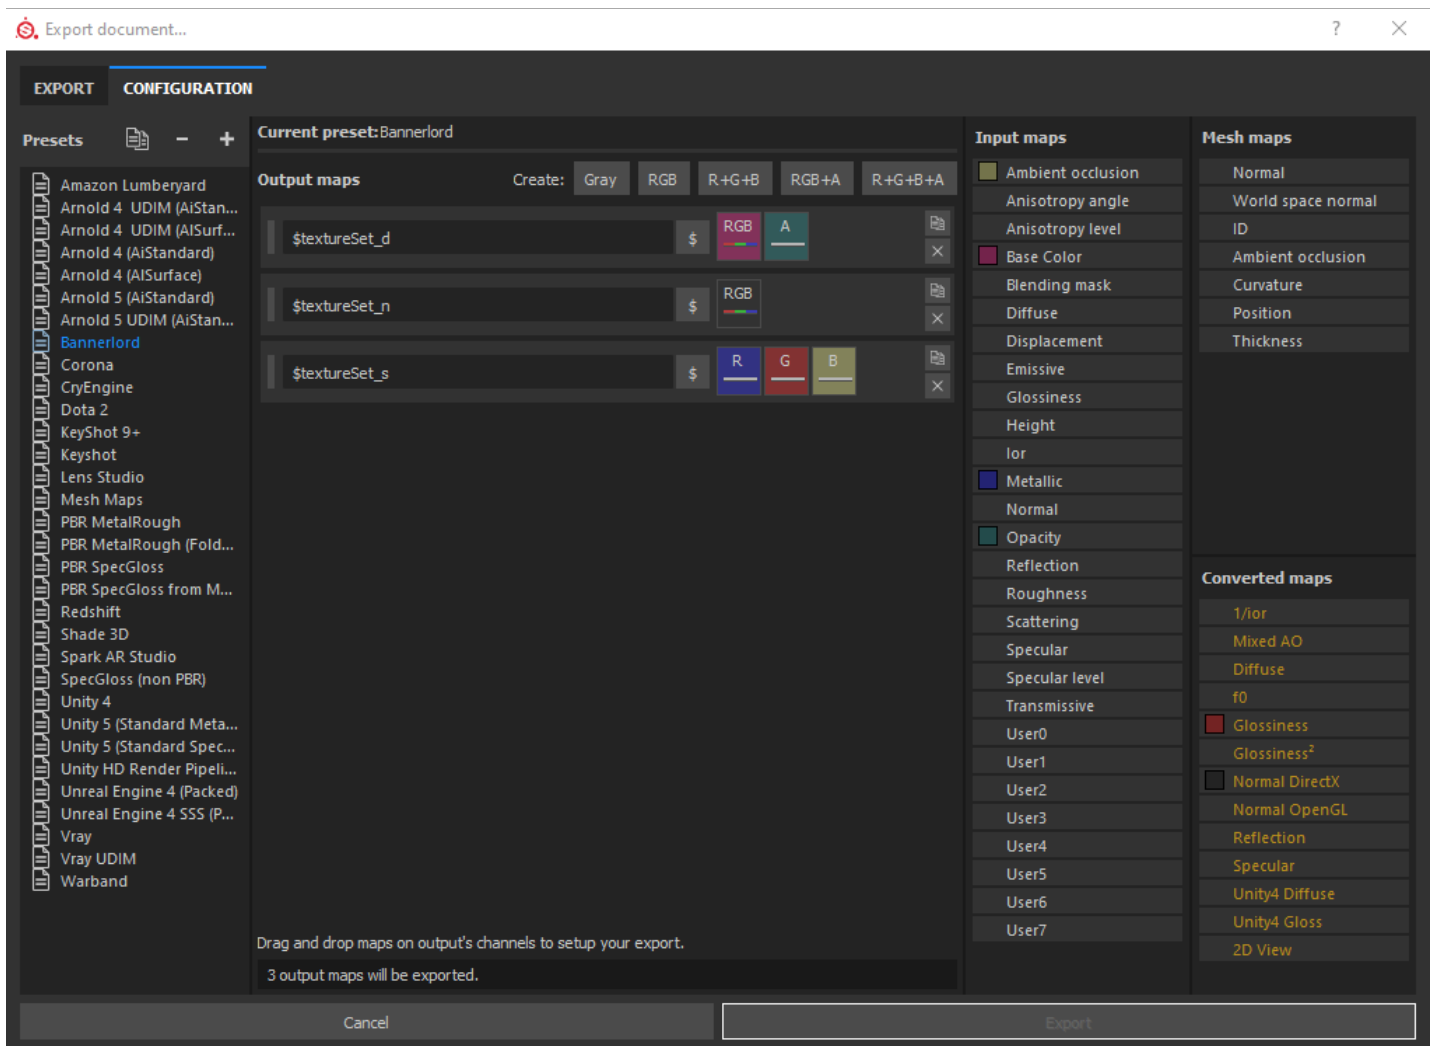 Export document...
?
EXPORT
CONFIGURATION
Presets
Amazon Lumberyard
Arnold 4 UDIM (AiStan...
Arnold 4 UDIM (AlSurf...
Arnold 4 (AiStandard)
Arnold 4 (AlSurface)
Arnold 5 (AiStandard)
Arnold 5 UDIM (AiStan...
Bannerlord
Corona
CryEngine
Dota 2
KeyShot 9+
Keyshot
Lens Studio
Mesh Maps
PBR MetalRough
PBR MetalRough (Fold...
PBR SpecGloss
PBR SpecGloss from M...
Redshift
Shade 3D
Spark AR Studio
SpecGloss (non PBR)
Unity 4
Unity 5 (Standard Meta...
Unity 5 (Standard Spec...
Unity HD Render Pipeli...
Unreal Engine 4 (Packed)
Unreal Engine 4 SSS (P...
Vray
Vray UDIM
Warband
Current preset:Bannerlord
Output maps
Create: Gray RGB R+G+B RGB+A R+G+B+A
$textureSet_d $ RGB A
$textureSet_n $ RGB
$textureSet_s $ R G B
Drag and drop maps on output's channels to setup your export.
3 output maps will be exported.
Input maps
Ambient occlusion
Anisotropy angle
Anisotropy level
Base Color
Blending mask
Diffuse
Displacement
Emissive
Glossiness
Height
Ior
Metallic
Normal
Opacity
Reflection
Roughness
Scattering
Specular
Specular level
Transmissive
User0
User1
User2
User3
User4
User5
User6
User7
Mesh maps
Normal
World space normal
ID
Ambient occlusion
Curvature
Position
Thickness
Converted maps
1/ior
Mixed AO
Diffuse
f0
Glossiness
Glossiness²
Normal DirectX
Normal OpenGL
Reflection
Specular
Unity4 Diffuse
Unity4 Gloss
2D View
Cancel
Export